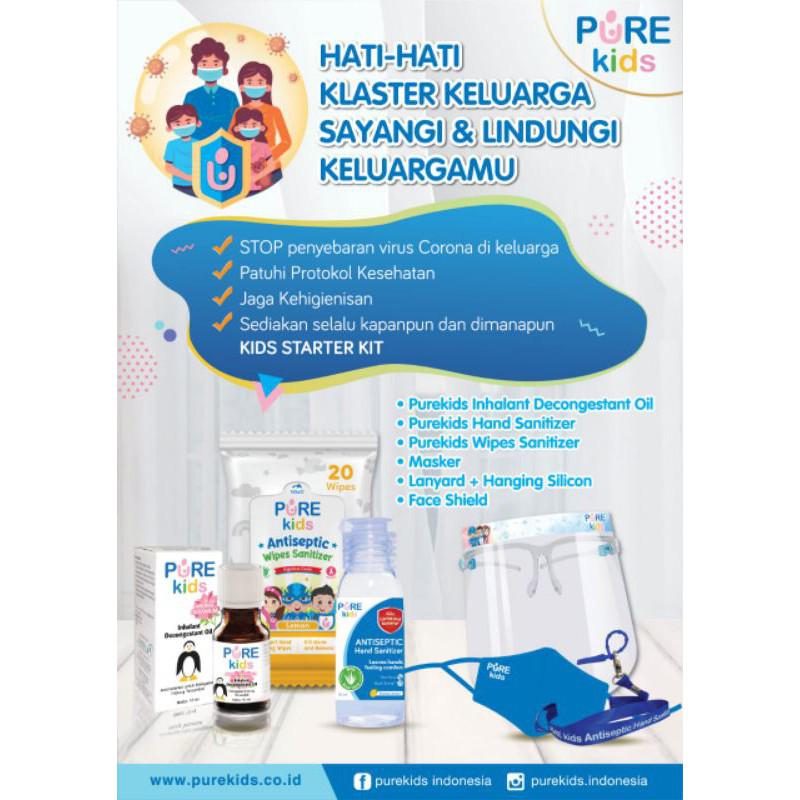 PURE
kids
HATI-HATI
KLASTER KELUARGA
SAYANGI & LINDUNGI
KELUARGAMU
STOP penyebaran virus Corona di keluarga
Patuhi Protokol Kesehatan
Jaga Kehigienisan
Sediakan selalu kapanpun dan dimanapun
KIDS STARTER KIT
• Purekids Inhalant Decongestant Oil
• Purekids Hand Sanitizer
• Purekids Wipes Sanitizer
• Masker
• Lanyard + Hanging Silicon
• Face Shield
20
Wipes
PURE
kids
Antiseptic
Wipes Sanitizer
Lemon
PURE
kids
Inhalant
Decongestant Oil
PURE
kids
PURE
kids
ANTISEPTIC
Hand Sanitizer
Leaves hands
feeling comfort
PURE
kids
PURE
kids
kids Antiseptic Hand
www.purekids.co.id
purekids indonesia
purekids.indonesia